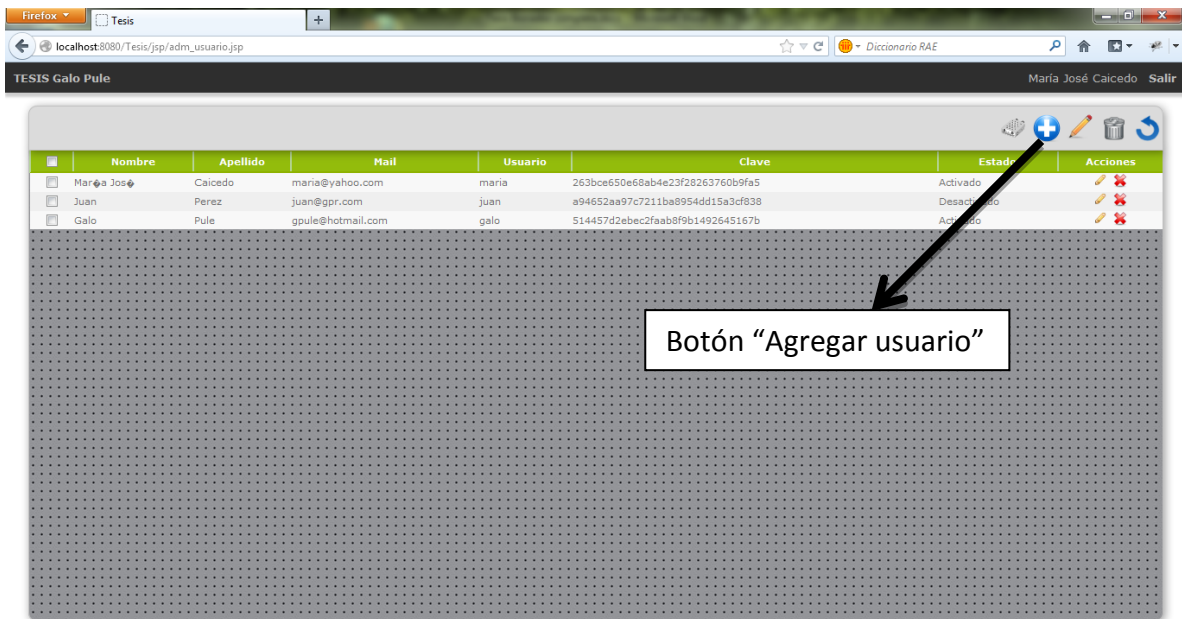 Firefox
Tesis
localhost:8080/Tesis/jsp/adm_usuario.jsp
Diccionario RAE
TESIS Galo Pule
María José Caicedo Salir
Nombre Apellido Mail Usuario Clave Estado Acciones
Mar�a Jos� Caicedo maria@yahoo.com maria 263bce650e68ab4e23f28263760b9fa5 Activado
Juan Perez juan@gpr.com juan a94652aa97c7211ba8954dd15a3cf838 Desactivado
Galo Pule gpule@hotmail.com galo 514457d2ebec2faab8f9b1492645167b Activado
Botón “Agregar usuario”